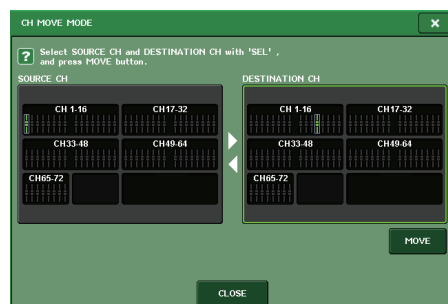 CH MOVE MODE
×
? Select SOURCE CH and DESTINATION CH with 'SEL' ,
and press MOVE button.
SOURCE CH
DESTINATION CH
CH 1-16
CH17-32
CH33-48
CH49-64
CH65-72
CH 1-16
CH17-32
CH33-48
CH49-64
CH65-72
MOVE
CLOSE